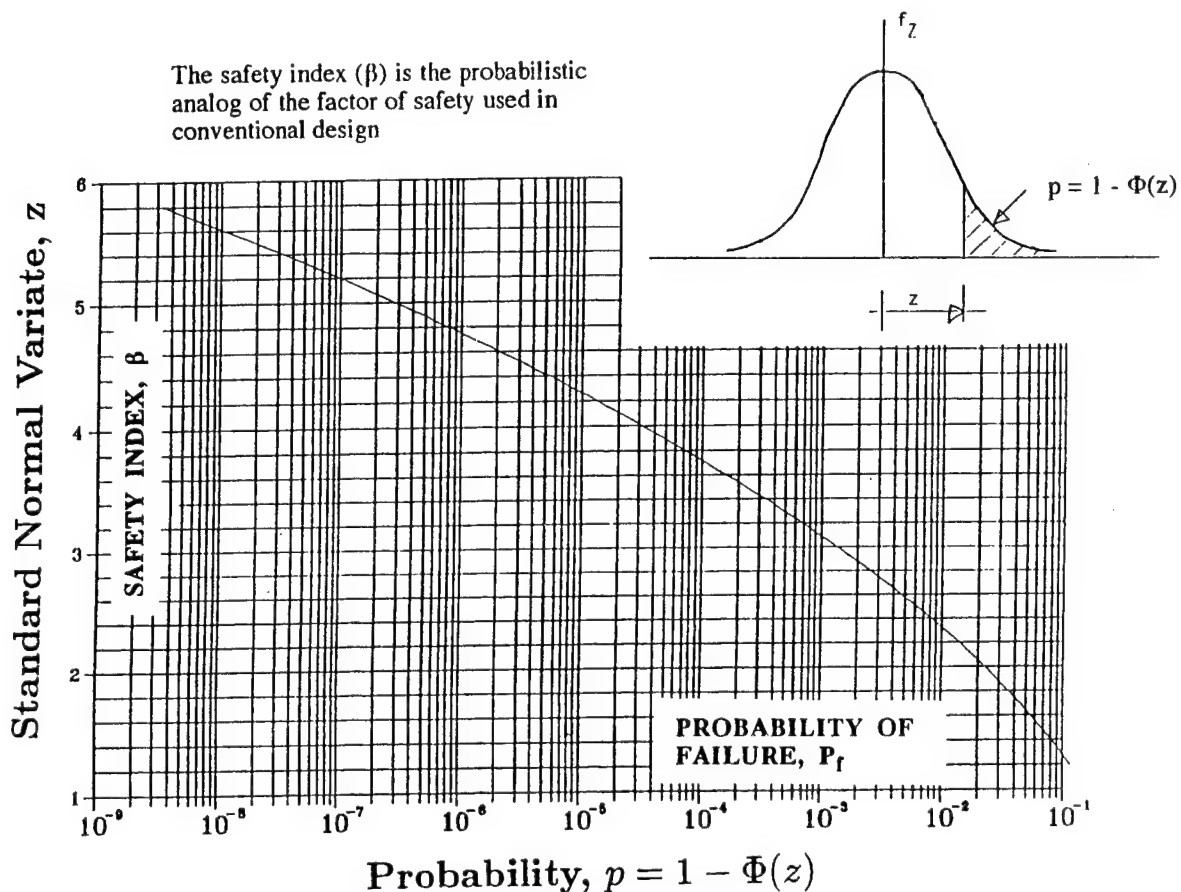 The safety index (β) is the probabilistic
analog of the factor of safety used in
conventional design
f_Z
p = 1 - Φ(z)
z
Standard Normal Variate, z
SAFETY INDEX, β
6
5
4
3
2
1
PROBABILITY OF
FAILURE, P_f
10⁻⁹ 10⁻⁸ 10⁻⁷ 10⁻⁶ 10⁻⁵ 10⁻⁴ 10⁻³ 10⁻² 10⁻¹
Probability, p = 1 − Φ(z)